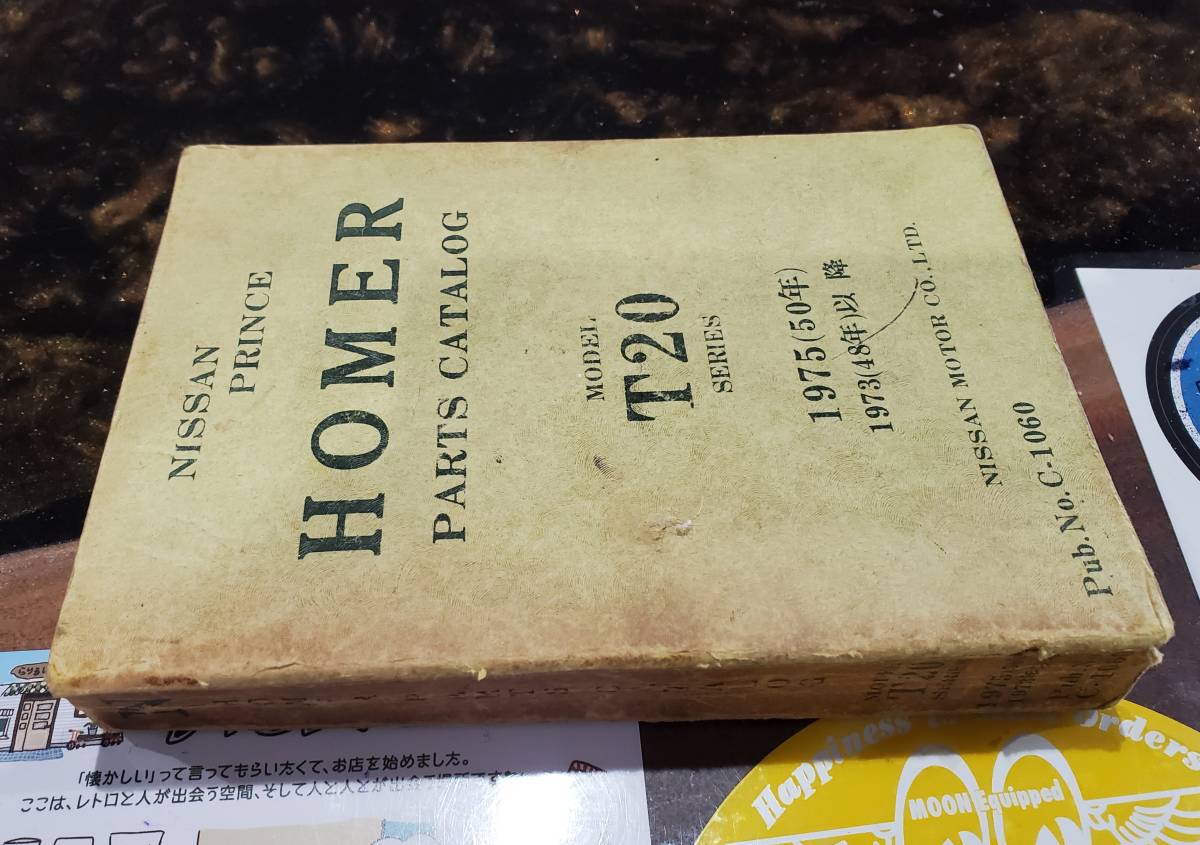 NISSAN
PRINCE
HOMER
PARTS CATALOG
MODEL
T20
SERIES
1975(50年)
1973(48年)以降
NISSAN MOTOR CO.,LTD.
Pub.No.C-1060
T20
「懐かしい」って言ってもらいたくて、お店を始めました。
ここは、レトロと人が出会う空間、そして人と人とが
Happiness
Orders
MOON Equipped